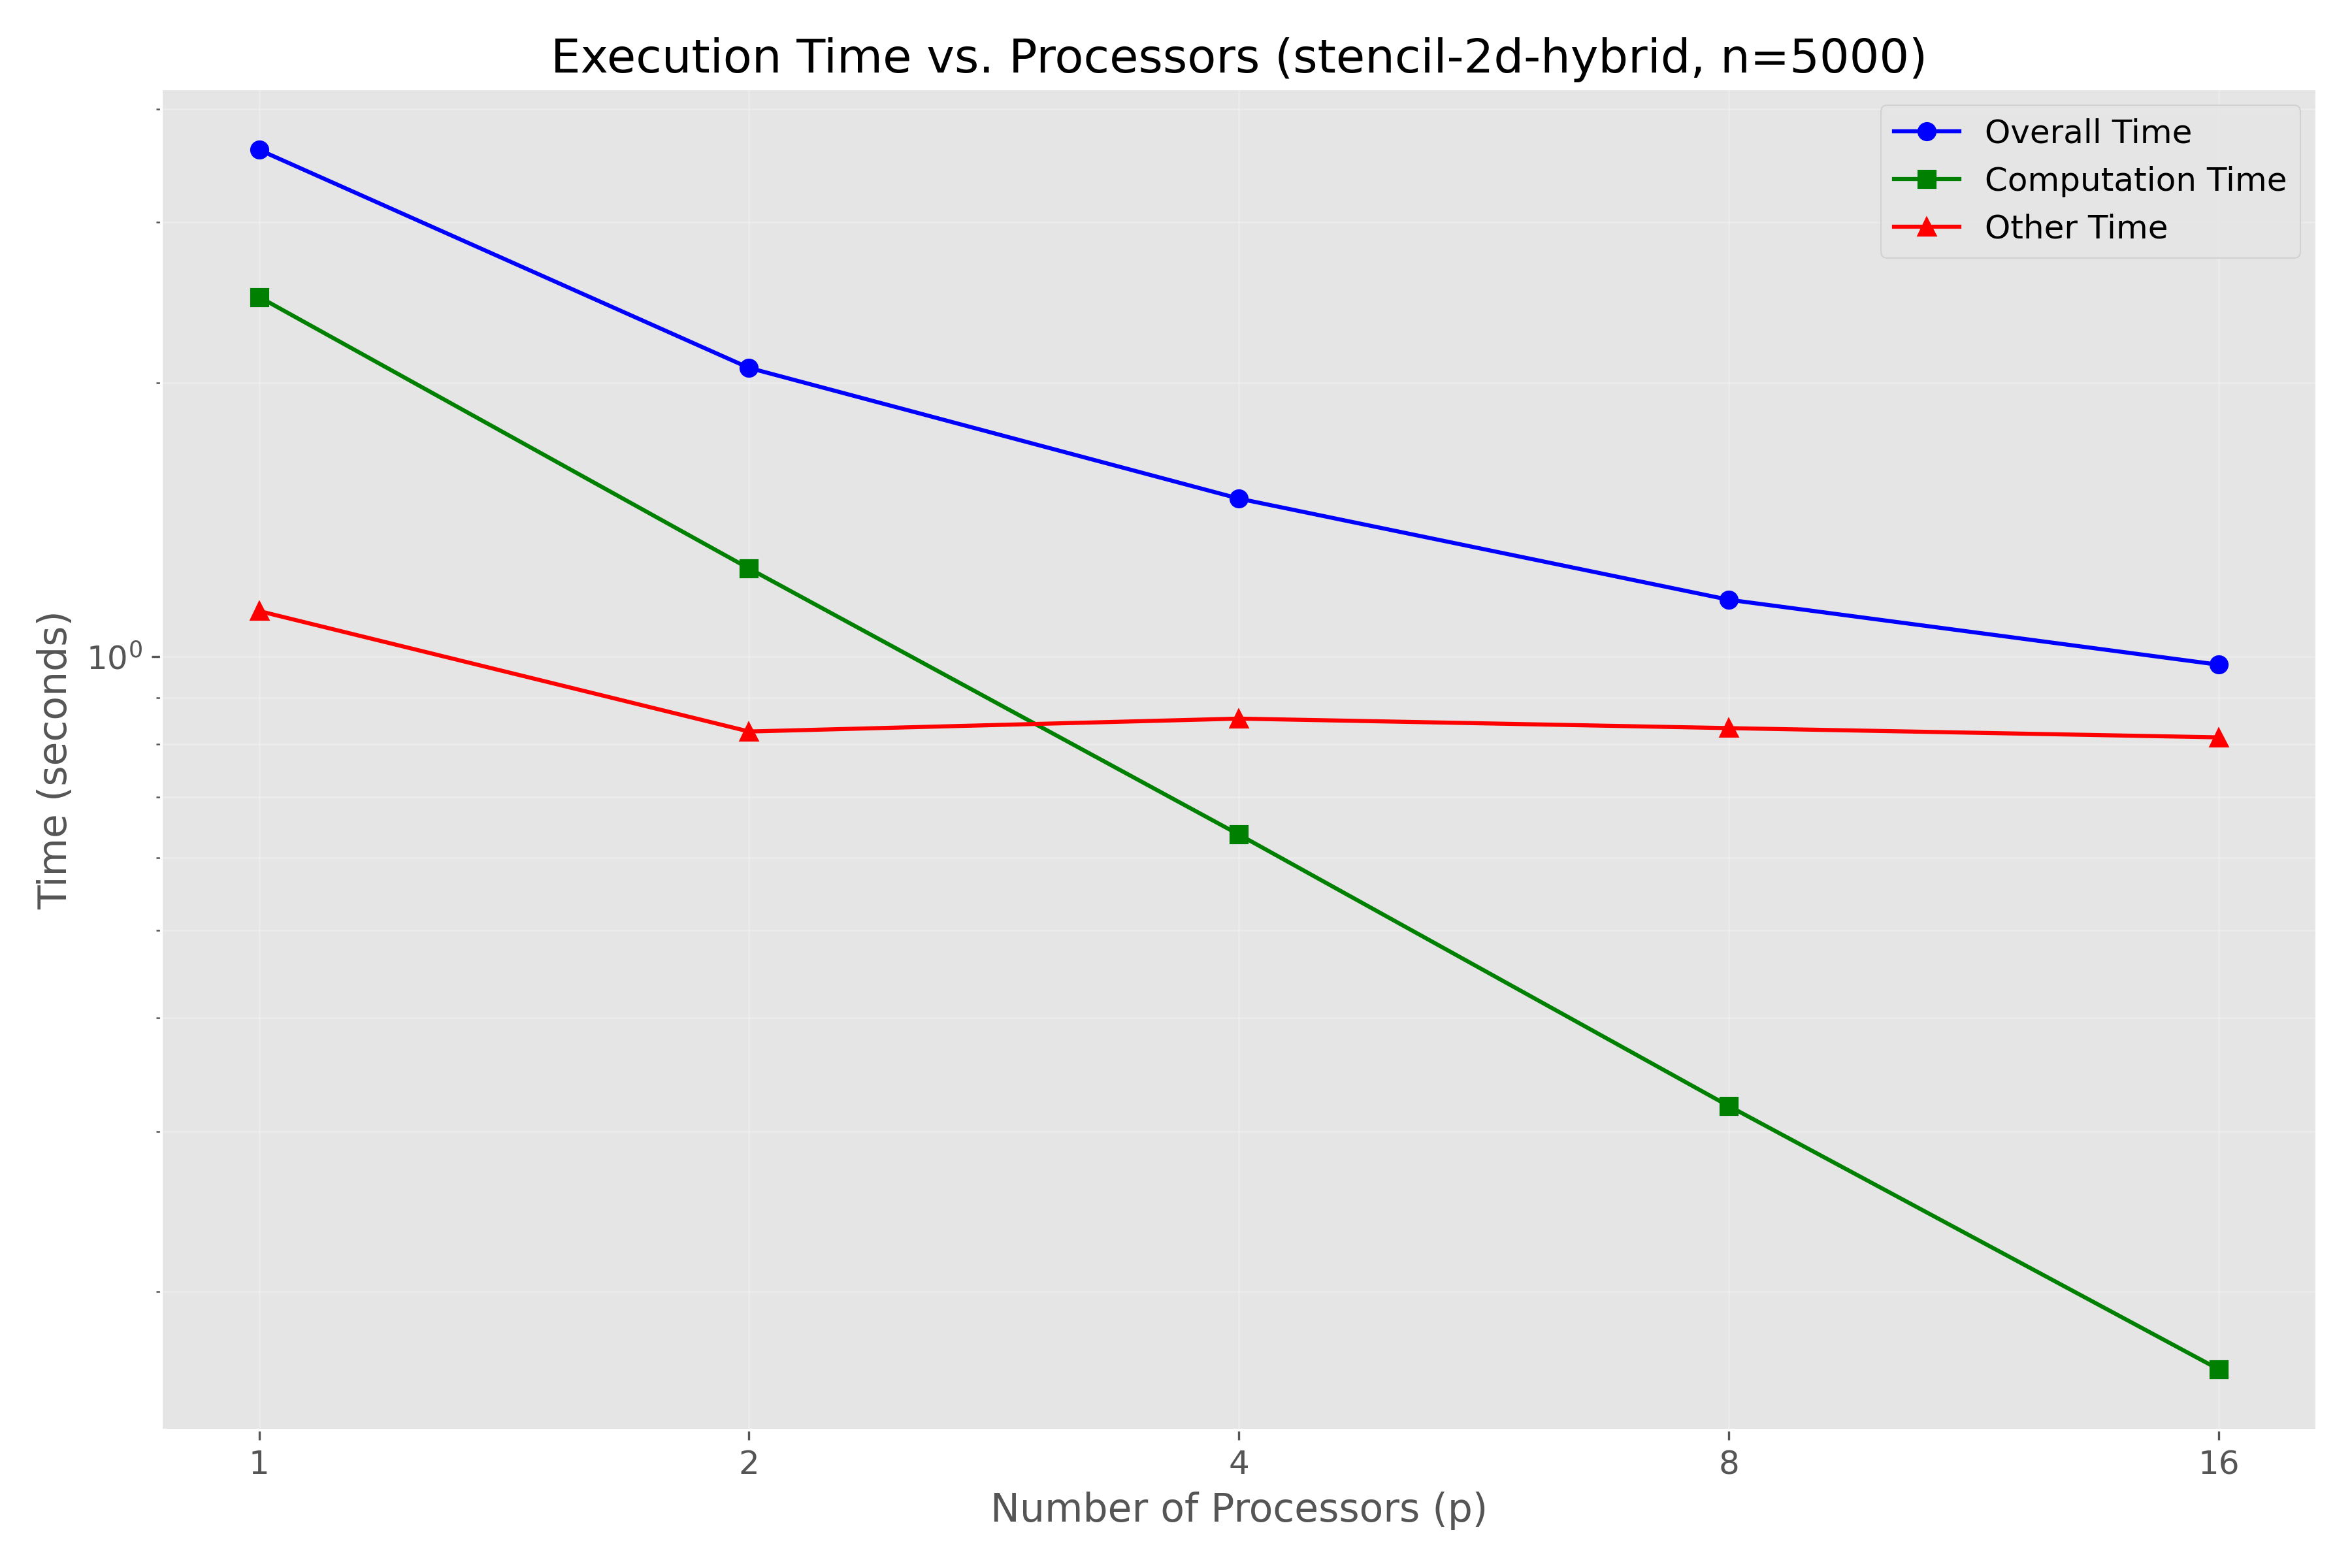 Execution Time vs. Processors (stencil-2d-hybrid, n=5000)
Overall Time
Computation Time
Other Time
Time (seconds)
10⁰
1 2 4 8 16
Number of Processors (p)